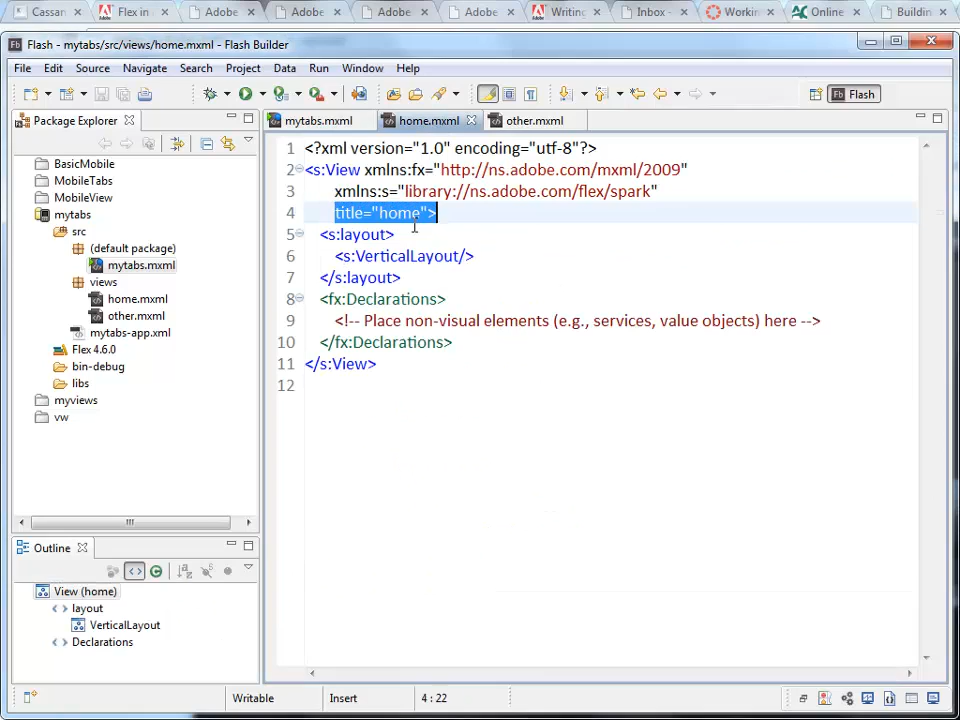 Cassan
Flex in
Adobe
Adobe
Adobe
Adobe
Writing
Inbox -
Workin
Online
Buildin
Flash - mytabs/src/views/home.mxml - Flash Builder
File Edit Source Navigate Search Project Data Run Window Help
Flash
Package Explorer
mytabs.mxml
home.mxml
other.mxml
BasicMobile
MobileTabs
MobileView
mytabs
src
(default package)
mytabs.mxml
views
home.mxml
other.mxml
mytabs-app.xml
Flex 4.6.0
bin-debug
libs
myviews
vw
1 <?xml version="1.0" encoding="utf-8"?>
2 <s:View xmlns:fx="http://ns.adobe.com/mxml/2009"
3 xmlns:s="library://ns.adobe.com/flex/spark"
4 title="home">
5 <s:layout>
6 <s:VerticalLayout/>
7 </s:layout>
8 <fx:Declarations>
9 <!-- Place non-visual elements (e.g., services, value objects) here -->
10 </fx:Declarations>
11 </s:View>
12
Outline
View (home)
layout
VerticalLayout
Declarations
Writable
Insert
4 : 22